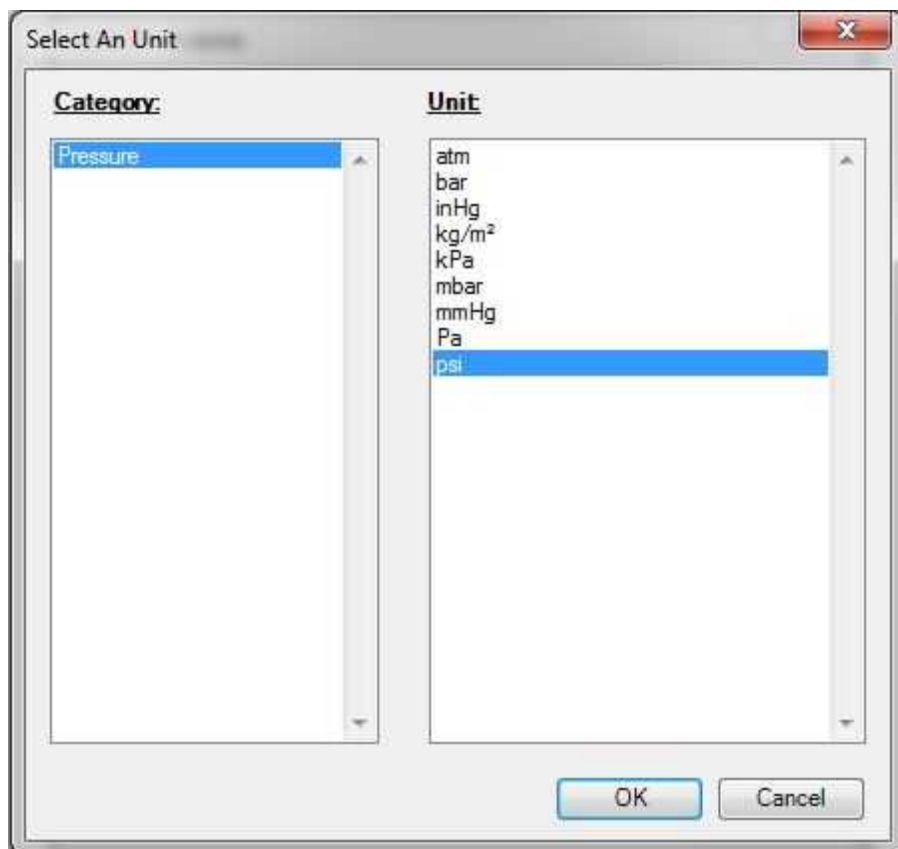 Select An Unit
Category:
Unit:
Pressure
atm
bar
inHg
kg/m²
kPa
mbar
mmHg
Pa
psi
OK
Cancel